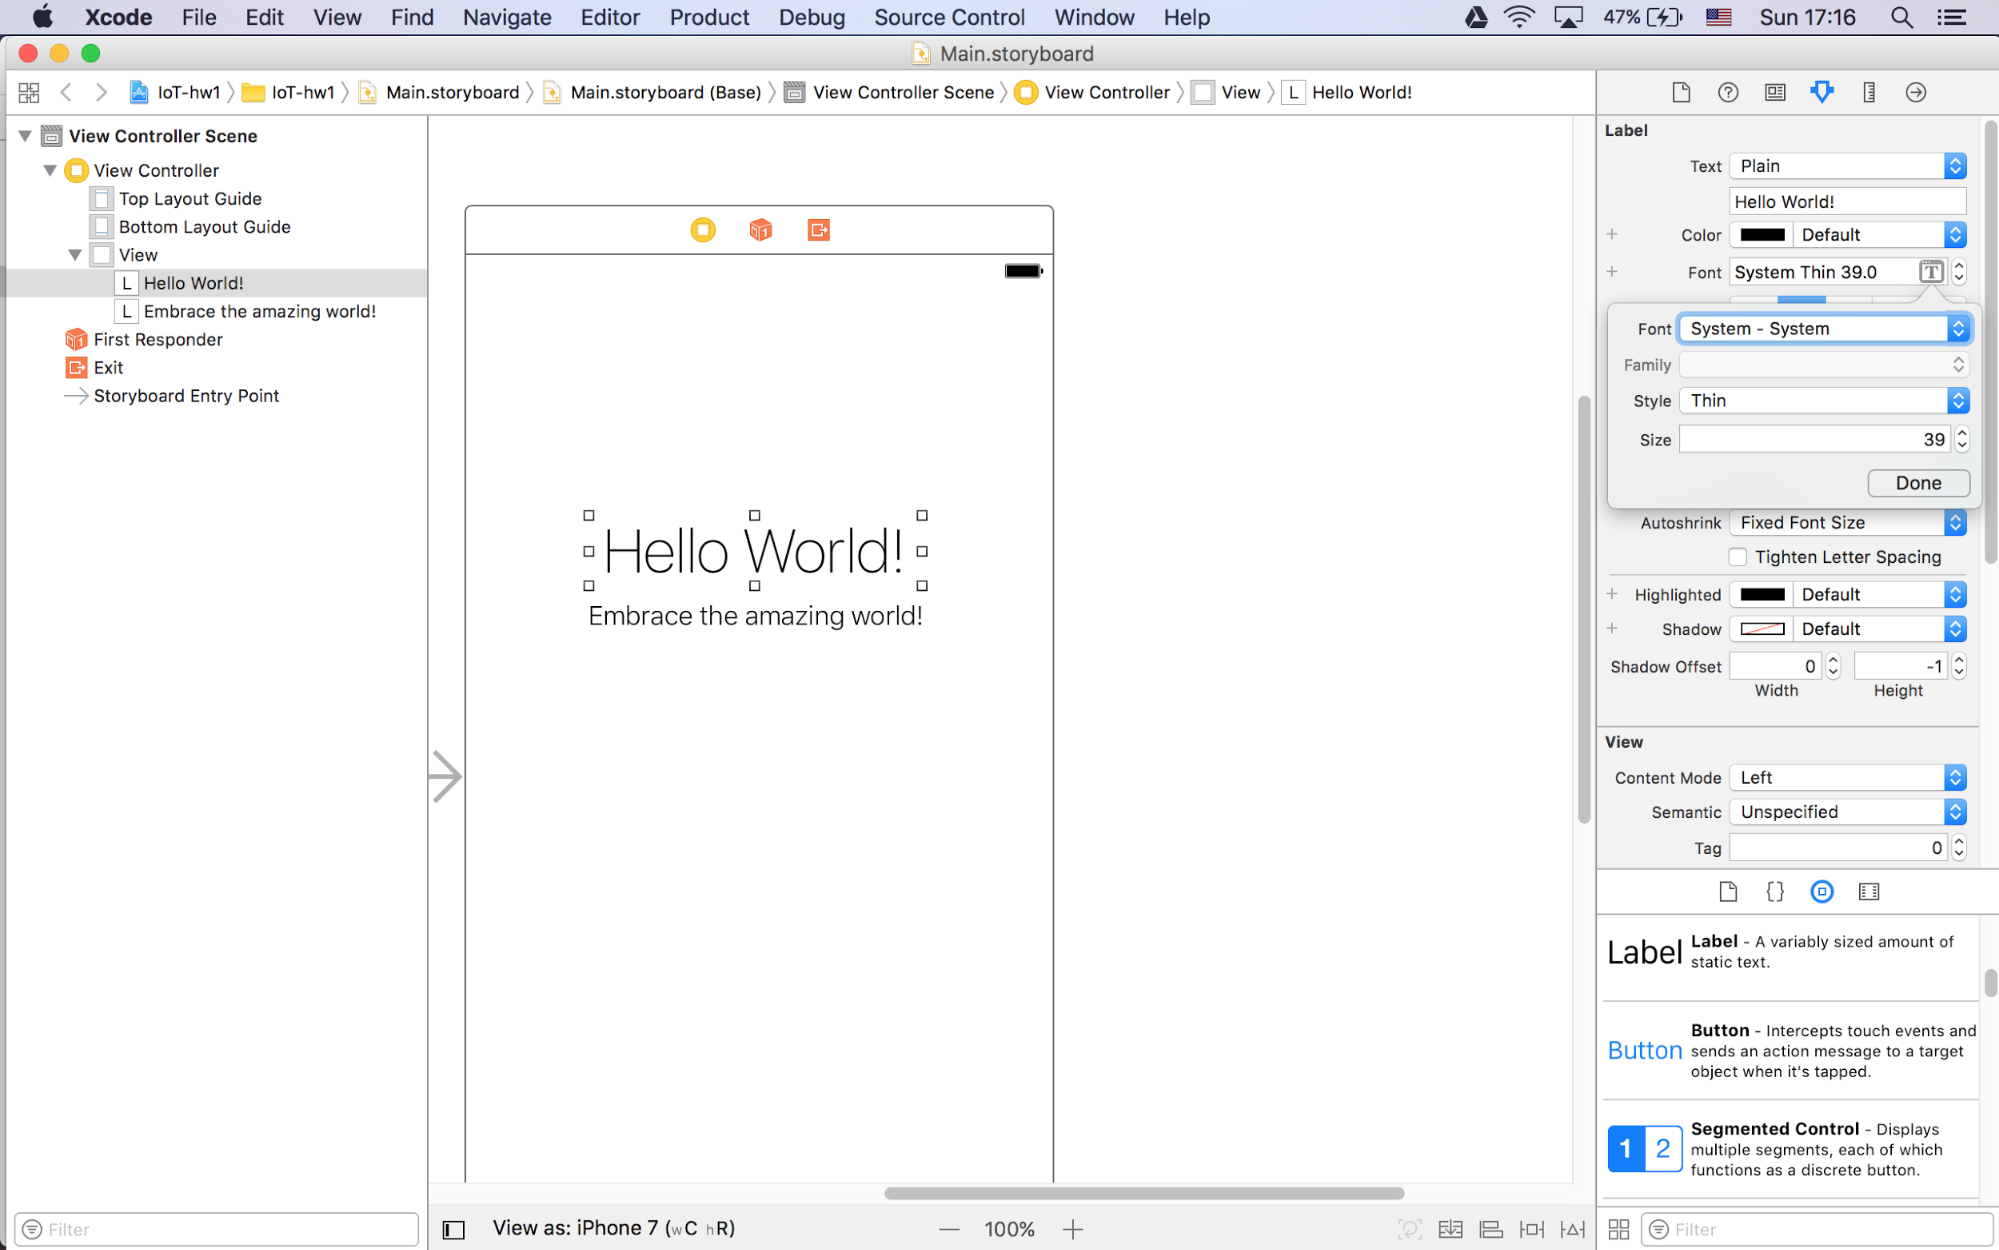 Xcode File Edit View Find Navigate Editor Product Debug Source Control Window Help 47% Sun 17:16
Main.storyboard
IoT-hw1 IoT-hw1 Main.storyboard Main.storyboard (Base) View Controller Scene View Controller View L Hello World!
View Controller Scene
View Controller
Top Layout Guide
Bottom Layout Guide
View
L Hello World!
L Embrace the amazing world!
1 First Responder
Exit
Storyboard Entry Point
Filter
1
Hello World!
Embrace the amazing world!
View as: iPhone 7 (wC hR)
— 100% +
Label
Text Plain
Hello World!
+ Color Default
+ Font System Thin 39.0 T
Font System - System
Family
Style Thin
Size 39
Done
Autoshrink Fixed Font Size
Tighten Letter Spacing
+ Highlighted Default
+ Shadow Default
Shadow Offset 0 -1
Width Height
View
Content Mode Left
Semantic Unspecified
Tag 0
{}
Label Label - A variably sized amount of
static text.
Button Button - Intercepts touch events and
sends an action message to a target
object when it's tapped.
1 2 Segmented Control - Displays
multiple segments, each of which
functions as a discrete button.
Filter